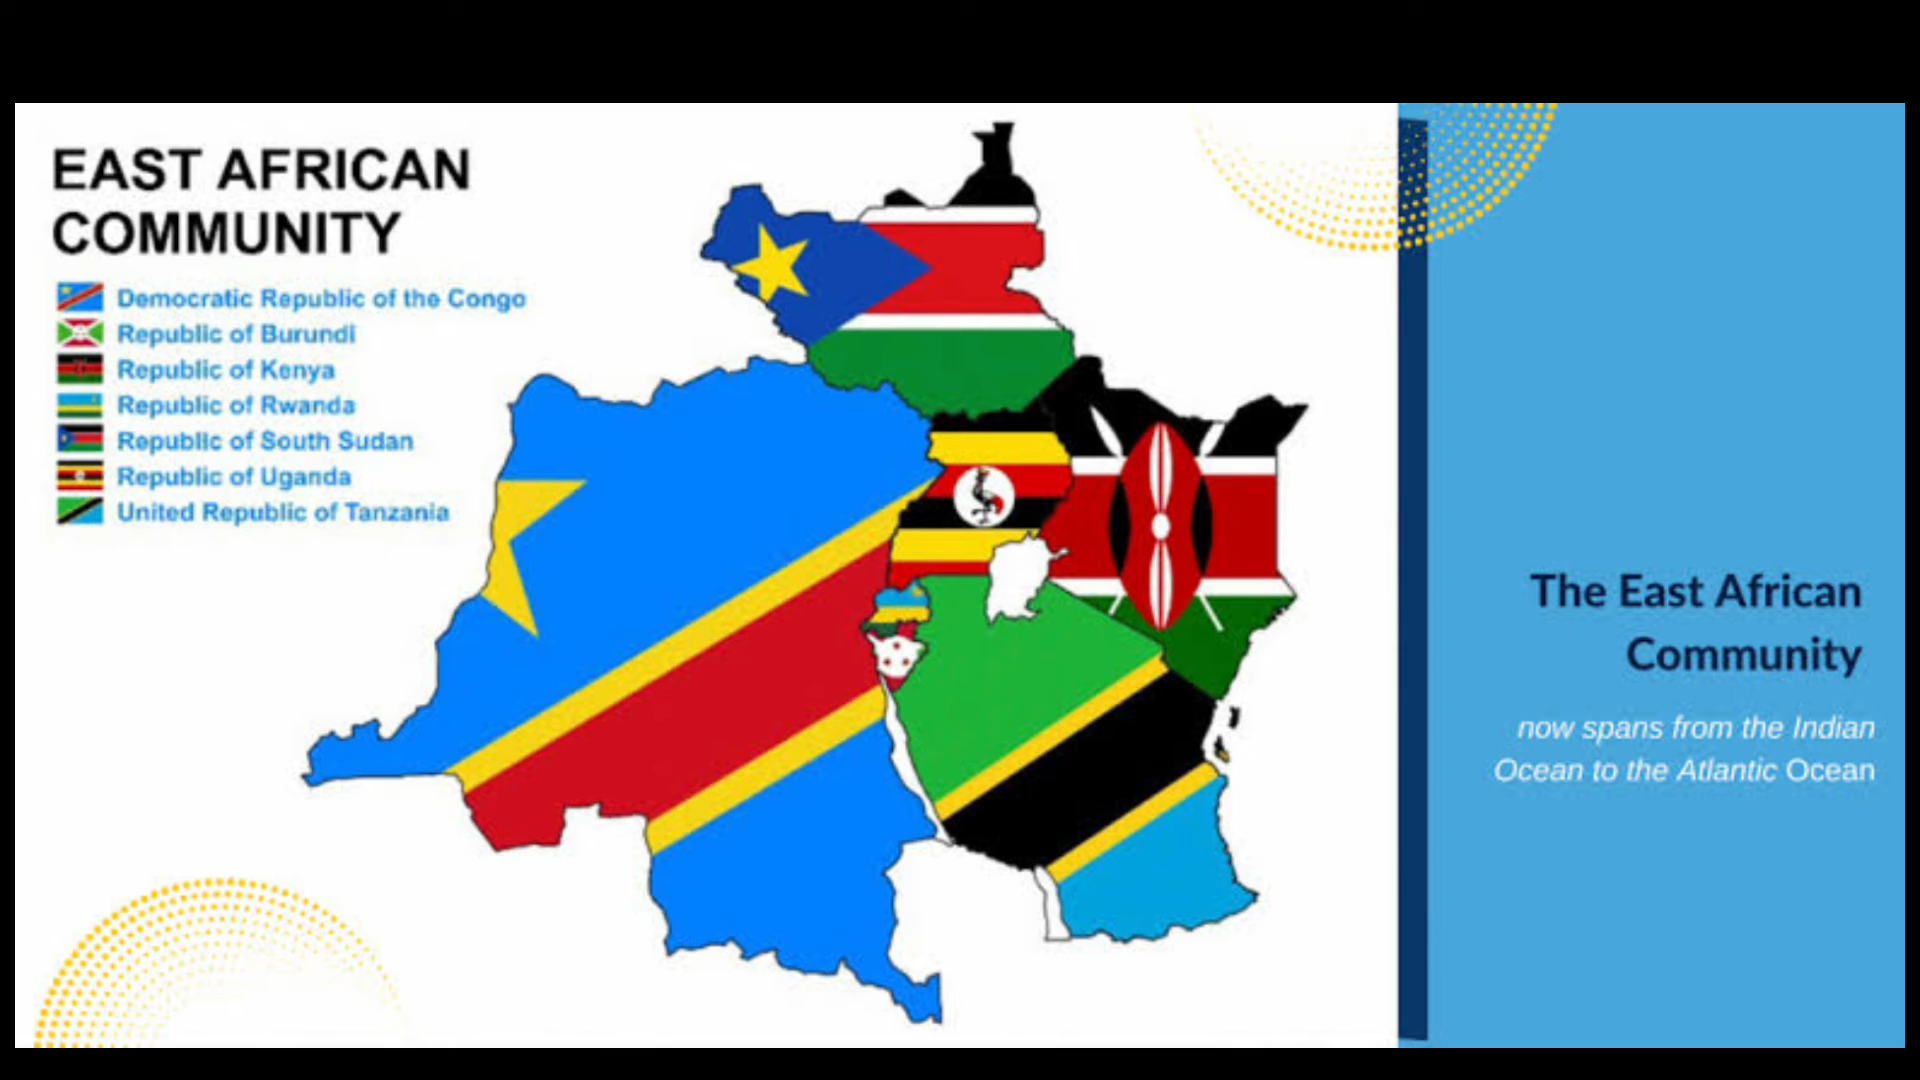 EAST AFRICAN
COMMUNITY
Democratic Republic of the Congo
Republic of Burundi
Republic of Kenya
Republic of Rwanda
Republic of South Sudan
Republic of Uganda
United Republic of Tanzania
The East African
Community
now spans from the Indian
Ocean to the Atlantic Ocean